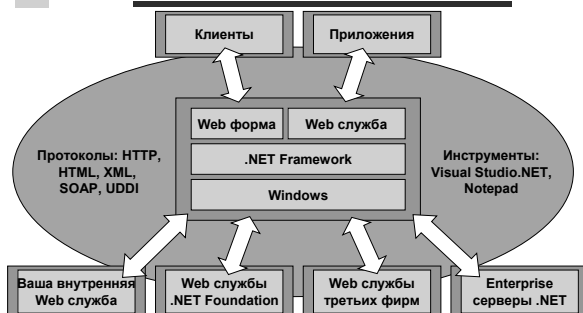 Клиенты
Приложения
Web форма
Web служба
Протоколы: HTTP,
HTML, XML,
SOAP, UDDI
.NET Framework
Инструменты:
Visual Studio.NET,
Notepad
Windows
Ваша внутренняя
Web служба
Web службы
.NET Foundation
Web службы
третьих фирм
Enterprise
серверы .NET